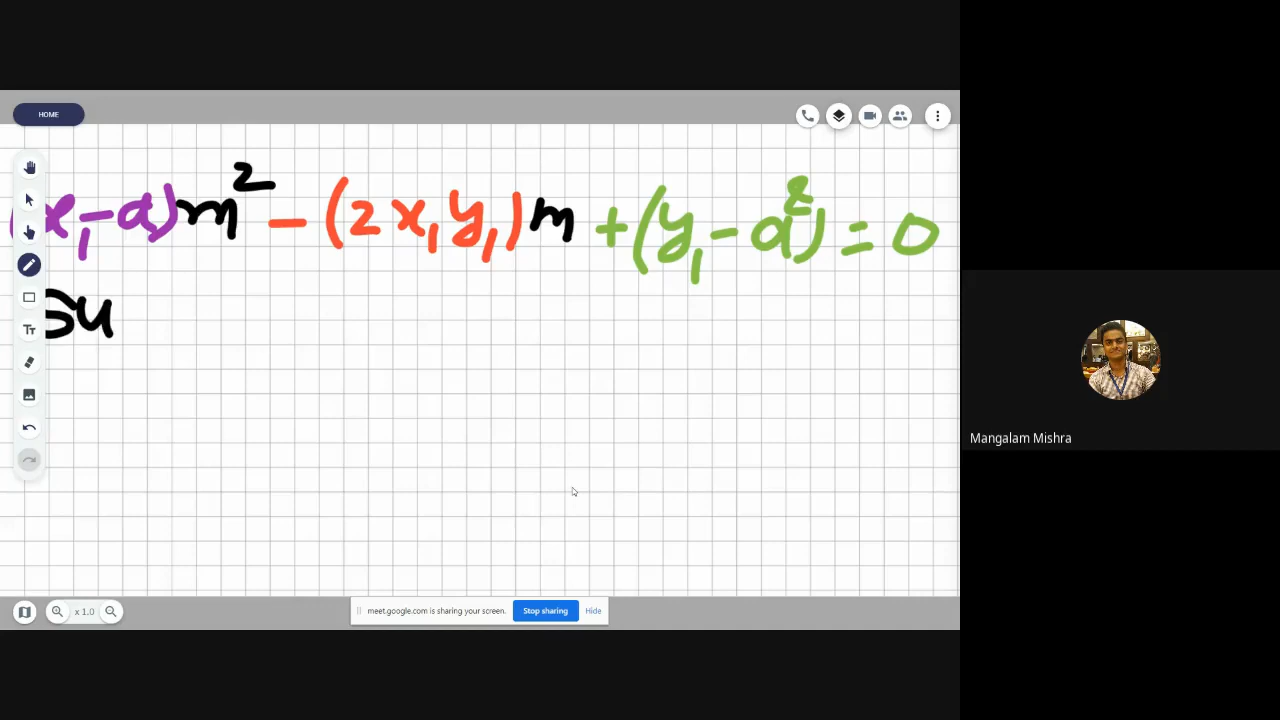 HOME
(x₁-a)m² - (2x₁y₁)m + (y₁-a²) = 0
Su
Tт
x 1.0
meet.google.com is sharing your screen. Stop sharing Hide
Mangalam Mishra